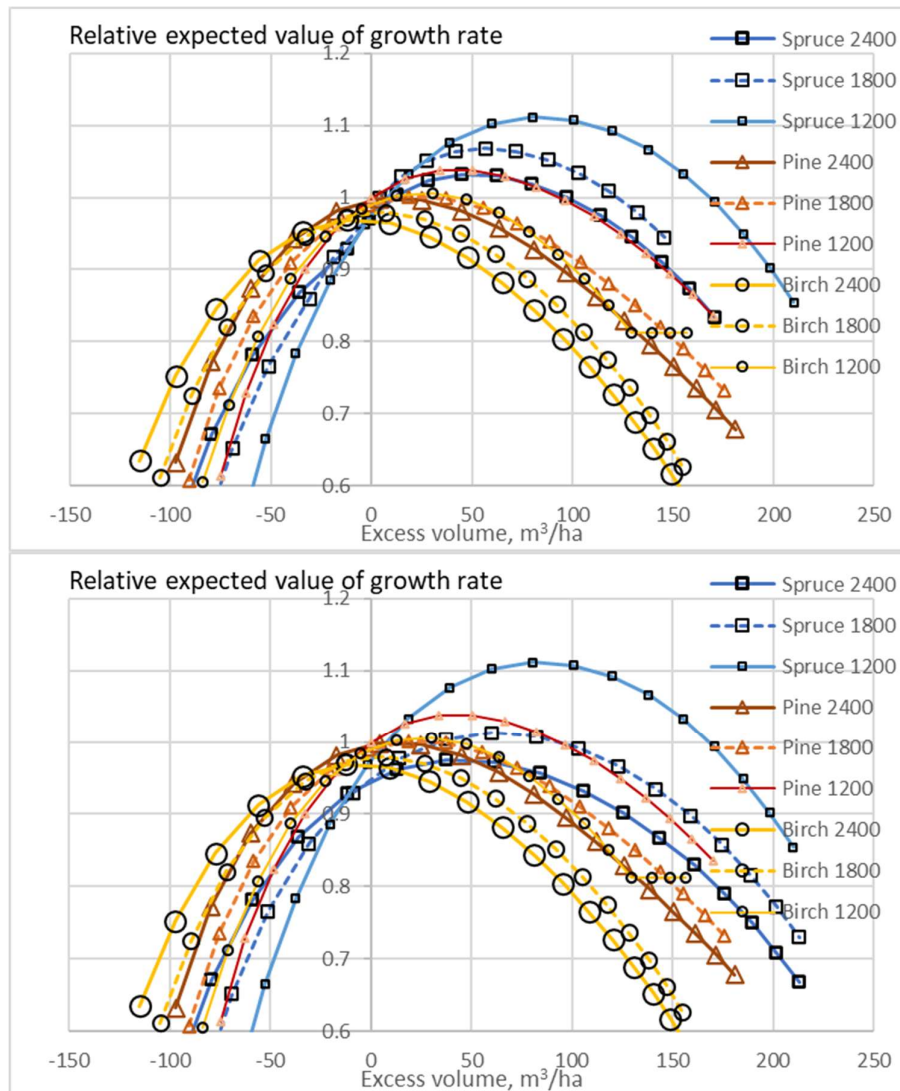 Relative expected value of growth rate
1.2
1.1
1
0.9
0.8
0.7
0.6
-150 -100 -50 0 50 100 150 200 250
Excess volume, m³/ha
Spruce 2400
Spruce 1800
Spruce 1200
Pine 2400
Pine 1800
Pine 1200
Birch 2400
Birch 1800
Birch 1200
Relative expected value of growth rate
1.2
1.1
1
0.9
0.8
0.7
0.6
-150 -100 -50 0 50 100 150 200 250
Excess volume, m³/ha
Spruce 2400
Spruce 1800
Spruce 1200
Pine 2400
Pine 1800
Pine 1200
Birch 2400
Birch 1800
Birch 1200